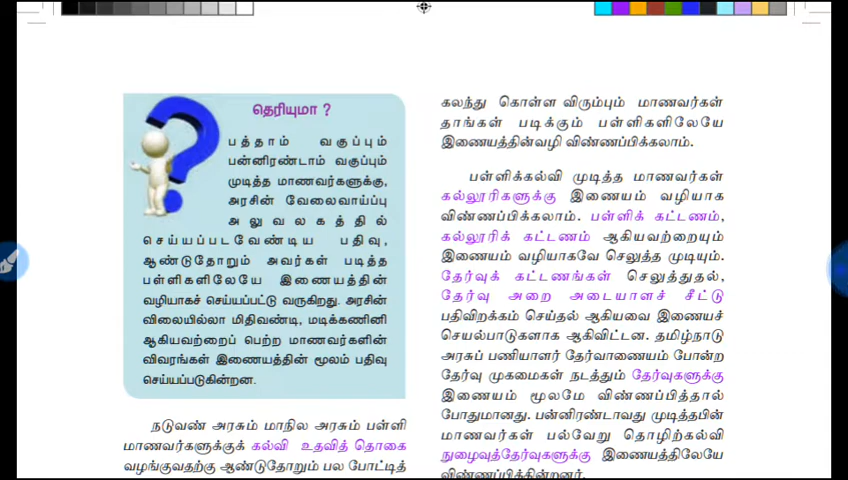 தெரியுமா ?
பத்தாம் வகுப்பும்
பன்னிரண்டாம் வகுப்பும்
முடித்த மாணவர்களுக்கு,
அரசின் வேலைவாய்ப்பு
அலுவலகத்தில்
செய்யப்படவேண்டிய பதிவு,
ஆண்டுதோறும் அவர்கள் படித்த
பள்ளிகளிலேயே இணையத்தின்
வழியாகச் செய்யப்பட்டு வருகிறது. அரசின்
விலையில்லா மிதிவண்டி, மடிக்கணினி
ஆகியவற்றைப் பெற்ற மாணவர்களின்
விவரங்கள் இணையத்தின் மூலம் பதிவு
செய்யப்படுகின்றன.
நடுவண் அரசும் மாநில அரசும் பள்ளி
மாணவர்களுக்குக் கல்வி உதவித் தொகை
வழங்குவதற்கு ஆண்டுதோறும் பல போட்டித்
கலந்து கொள்ள விரும்பும் மாணவர்கள்
தாங்கள் படிக்கும் பள்ளிகளிலேயே
இணையத்தின்வழி விண்ணப்பிக்கலாம்.
பள்ளிக்கல்வி முடித்த மாணவர்கள்
கல்லூரிகளுக்கு இணையம் வழியாக
விண்ணப்பிக்கலாம். பள்ளிக் கட்டணம்,
கல்லூரிக் கட்டணம் ஆகியவற்றையும்
இணையம் வழியாகவே செலுத்த முடியும்.
தேர்வுக் கட்டணங்கள் செலுத்துதல்,
தேர்வு அறை அடையாளச் சீட்டு
பதிவிறக்கம் செய்தல் ஆகியவை இணையச்
செயல்பாடுகளாக ஆகிவிட்டன. தமிழ்நாடு
அரசுப் பணியாளர் தேர்வாணையம் போன்ற
தேர்வு முகமைகள் நடத்தும் தேர்வுகளுக்கு
இணையம் மூலமே விண்ணப்பித்தால்
போதுமானது. பன்னிரண்டாவது முடித்தபின்
மாணவர்கள் பல்வேறு தொழிற்கல்வி
நுழைவுத்தேர்வுகளுக்கு இணையத்திலேயே
விண்ணப்பிக்கின்றனர்.